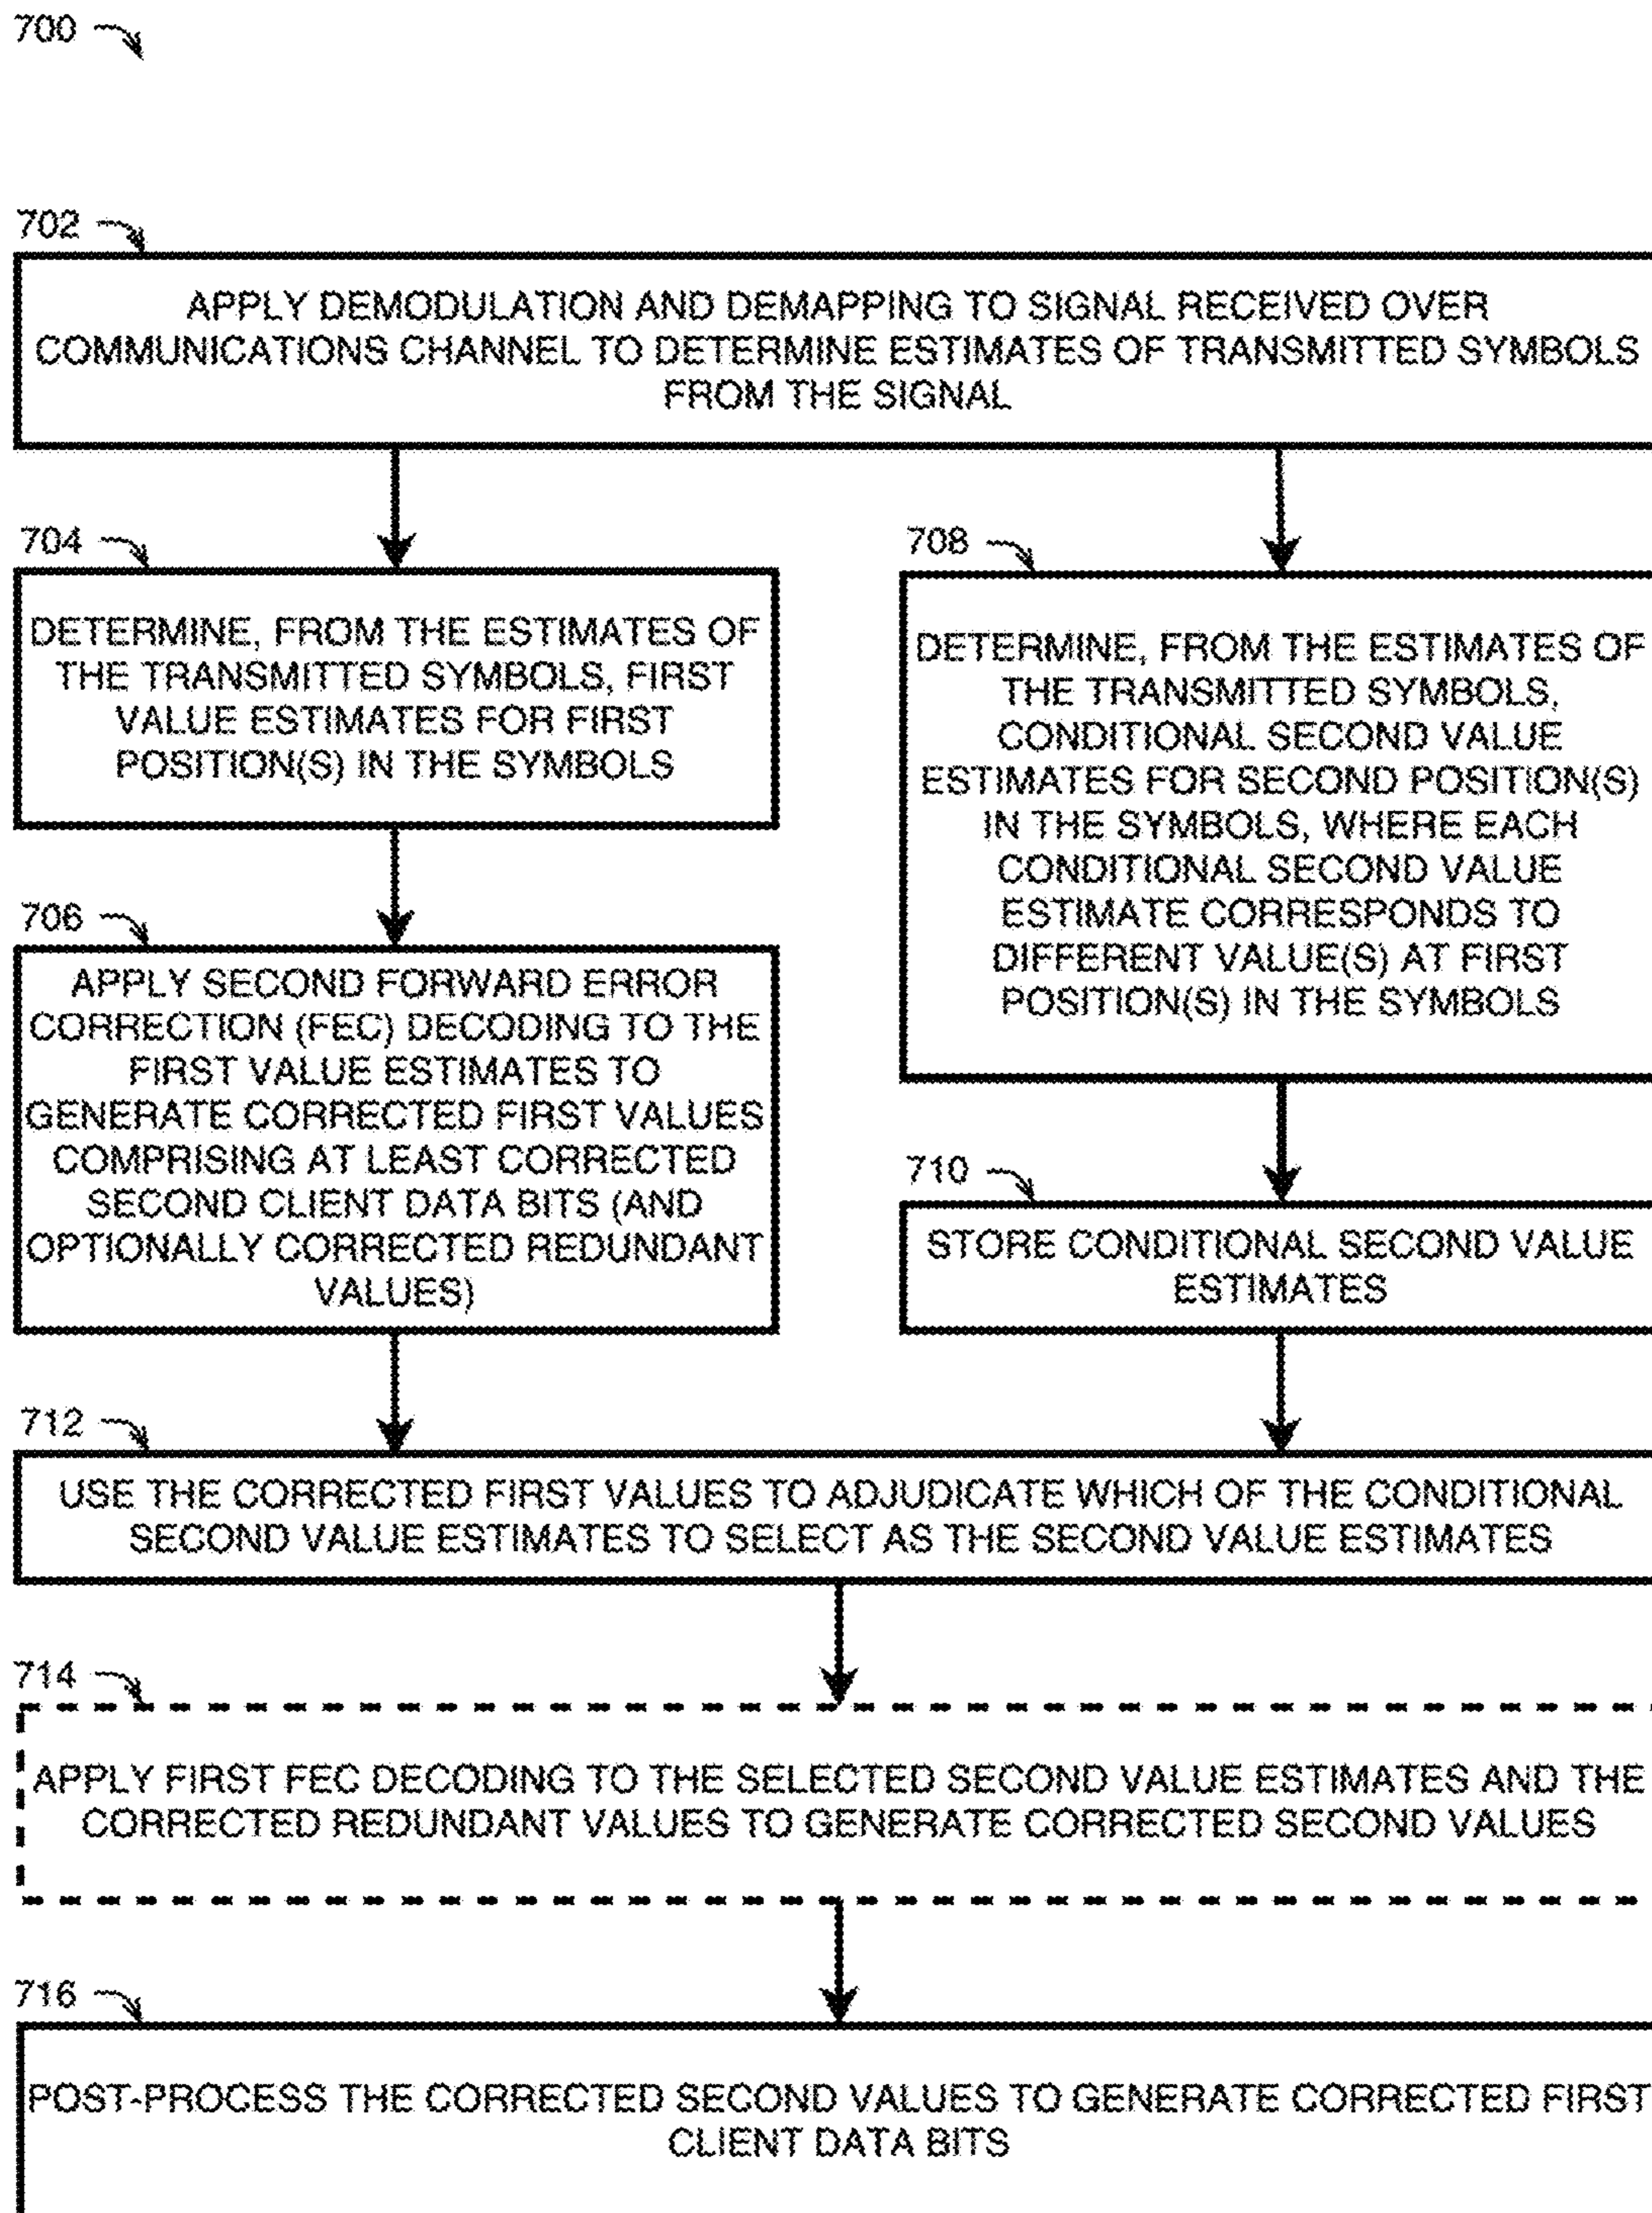 700
702
APPLY DEMODULATION AND DEMAPPING TO SIGNAL RECEIVED OVER
COMMUNICATIONS CHANNEL TO DETERMINE ESTIMATES OF TRANSMITTED SYMBOLS
FROM THE SIGNAL
704
DETERMINE, FROM THE ESTIMATES OF
THE TRANSMITTED SYMBOLS, FIRST
VALUE ESTIMATES FOR FIRST
POSITION(S) IN THE SYMBOLS
706
APPLY SECOND FORWARD ERROR
CORRECTION (FEC) DECODING TO THE
FIRST VALUE ESTIMATES TO
GENERATE CORRECTED FIRST VALUES
COMPRISING AT LEAST CORRECTED
SECOND CLIENT DATA BITS (AND
OPTIONALLY CORRECTED REDUNDANT
VALUES)
708
DETERMINE, FROM THE ESTIMATES OF
THE TRANSMITTED SYMBOLS,
CONDITIONAL SECOND VALUE
ESTIMATES FOR SECOND POSITION(S)
IN THE SYMBOLS, WHERE EACH
CONDITIONAL SECOND VALUE
ESTIMATE CORRESPONDS TO
DIFFERENT VALUE(S) AT FIRST
POSITION(S) IN THE SYMBOLS
710
STORE CONDITIONAL SECOND VALUE
ESTIMATES
712
USE THE CORRECTED FIRST VALUES TO ADJUDICATE WHICH OF THE CONDITIONAL
SECOND VALUE ESTIMATES TO SELECT AS THE SECOND VALUE ESTIMATES
714
APPLY FIRST FEC DECODING TO THE SELECTED SECOND VALUE ESTIMATES AND THE
CORRECTED REDUNDANT VALUES TO GENERATE CORRECTED SECOND VALUES
716
POST-PROCESS THE CORRECTED SECOND VALUES TO GENERATE CORRECTED FIRST
CLIENT DATA BITS